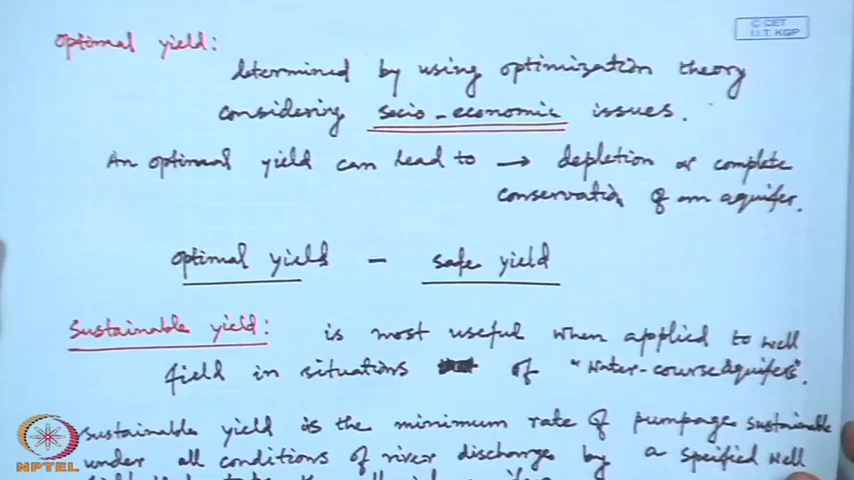 © CET
I.I.T. KGP
optimal yield:
determined by using optimization theory
considering socio-economic issues.
An optimal yield can lead to → depletion or complete
conservation of an aquifer.
optimal yield - safe yield
Sustainable yield: is most useful when applied to well
field in situations of "water-course aquifers".
sustainable yield is the minimum rate of pumpage sustainable
under all conditions of river discharge by a specified well
NPTEL